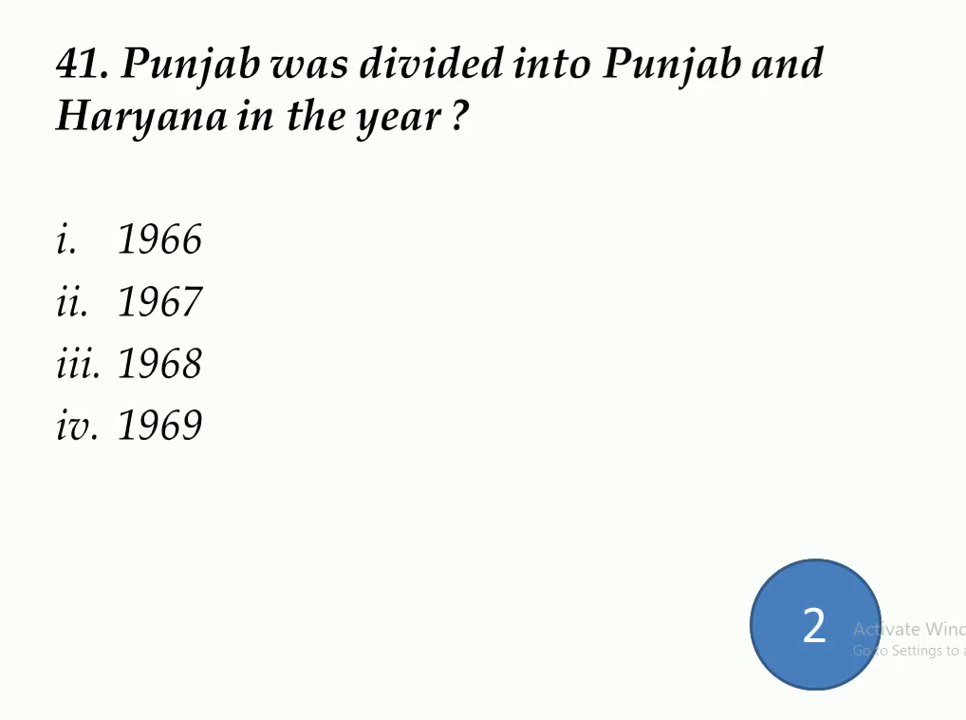 41. Punjab was divided into Punjab and
Haryana in the year ?
i. 1966
ii. 1967
iii. 1968
iv. 1969
2
Activate Winc
Go to Settings to a